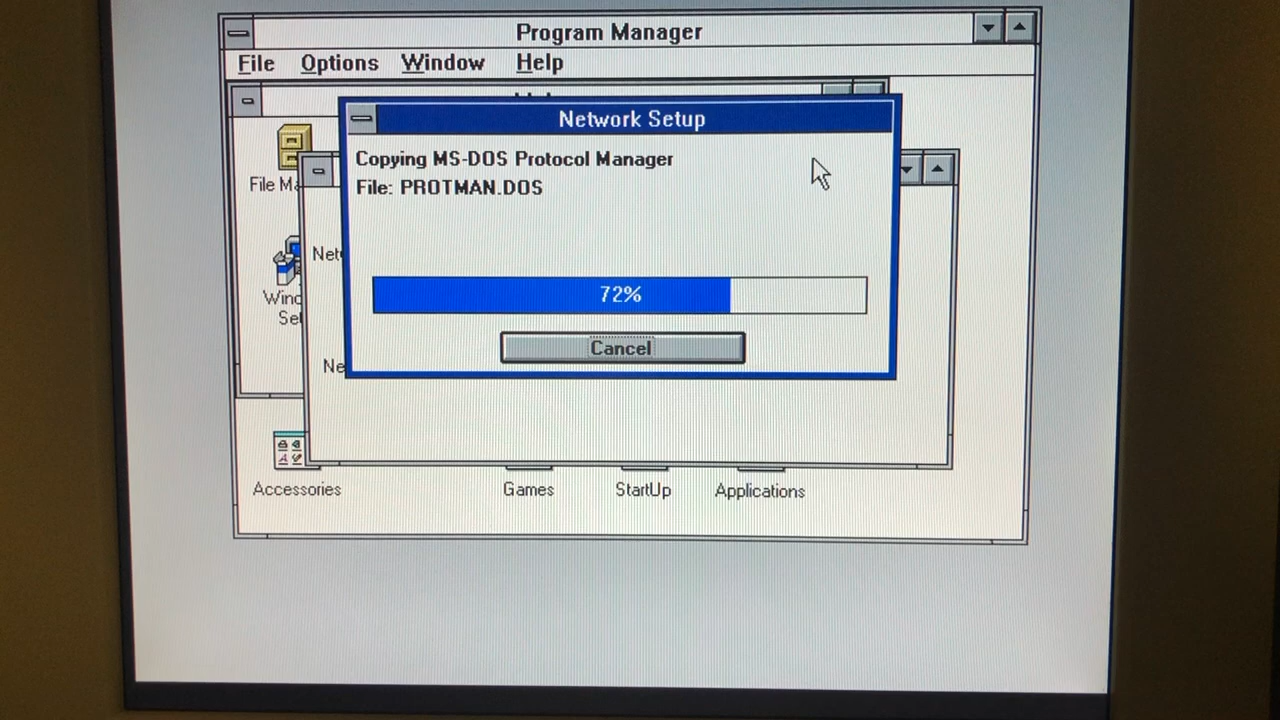 Program Manager
File Options Window Help
Network Setup
Copying MS-DOS Protocol Manager
File: PROTMAN.DOS
72%
Cancel
File Ma
Netw
Wind
Set
Ne
Accessories
Games
StartUp
Applications